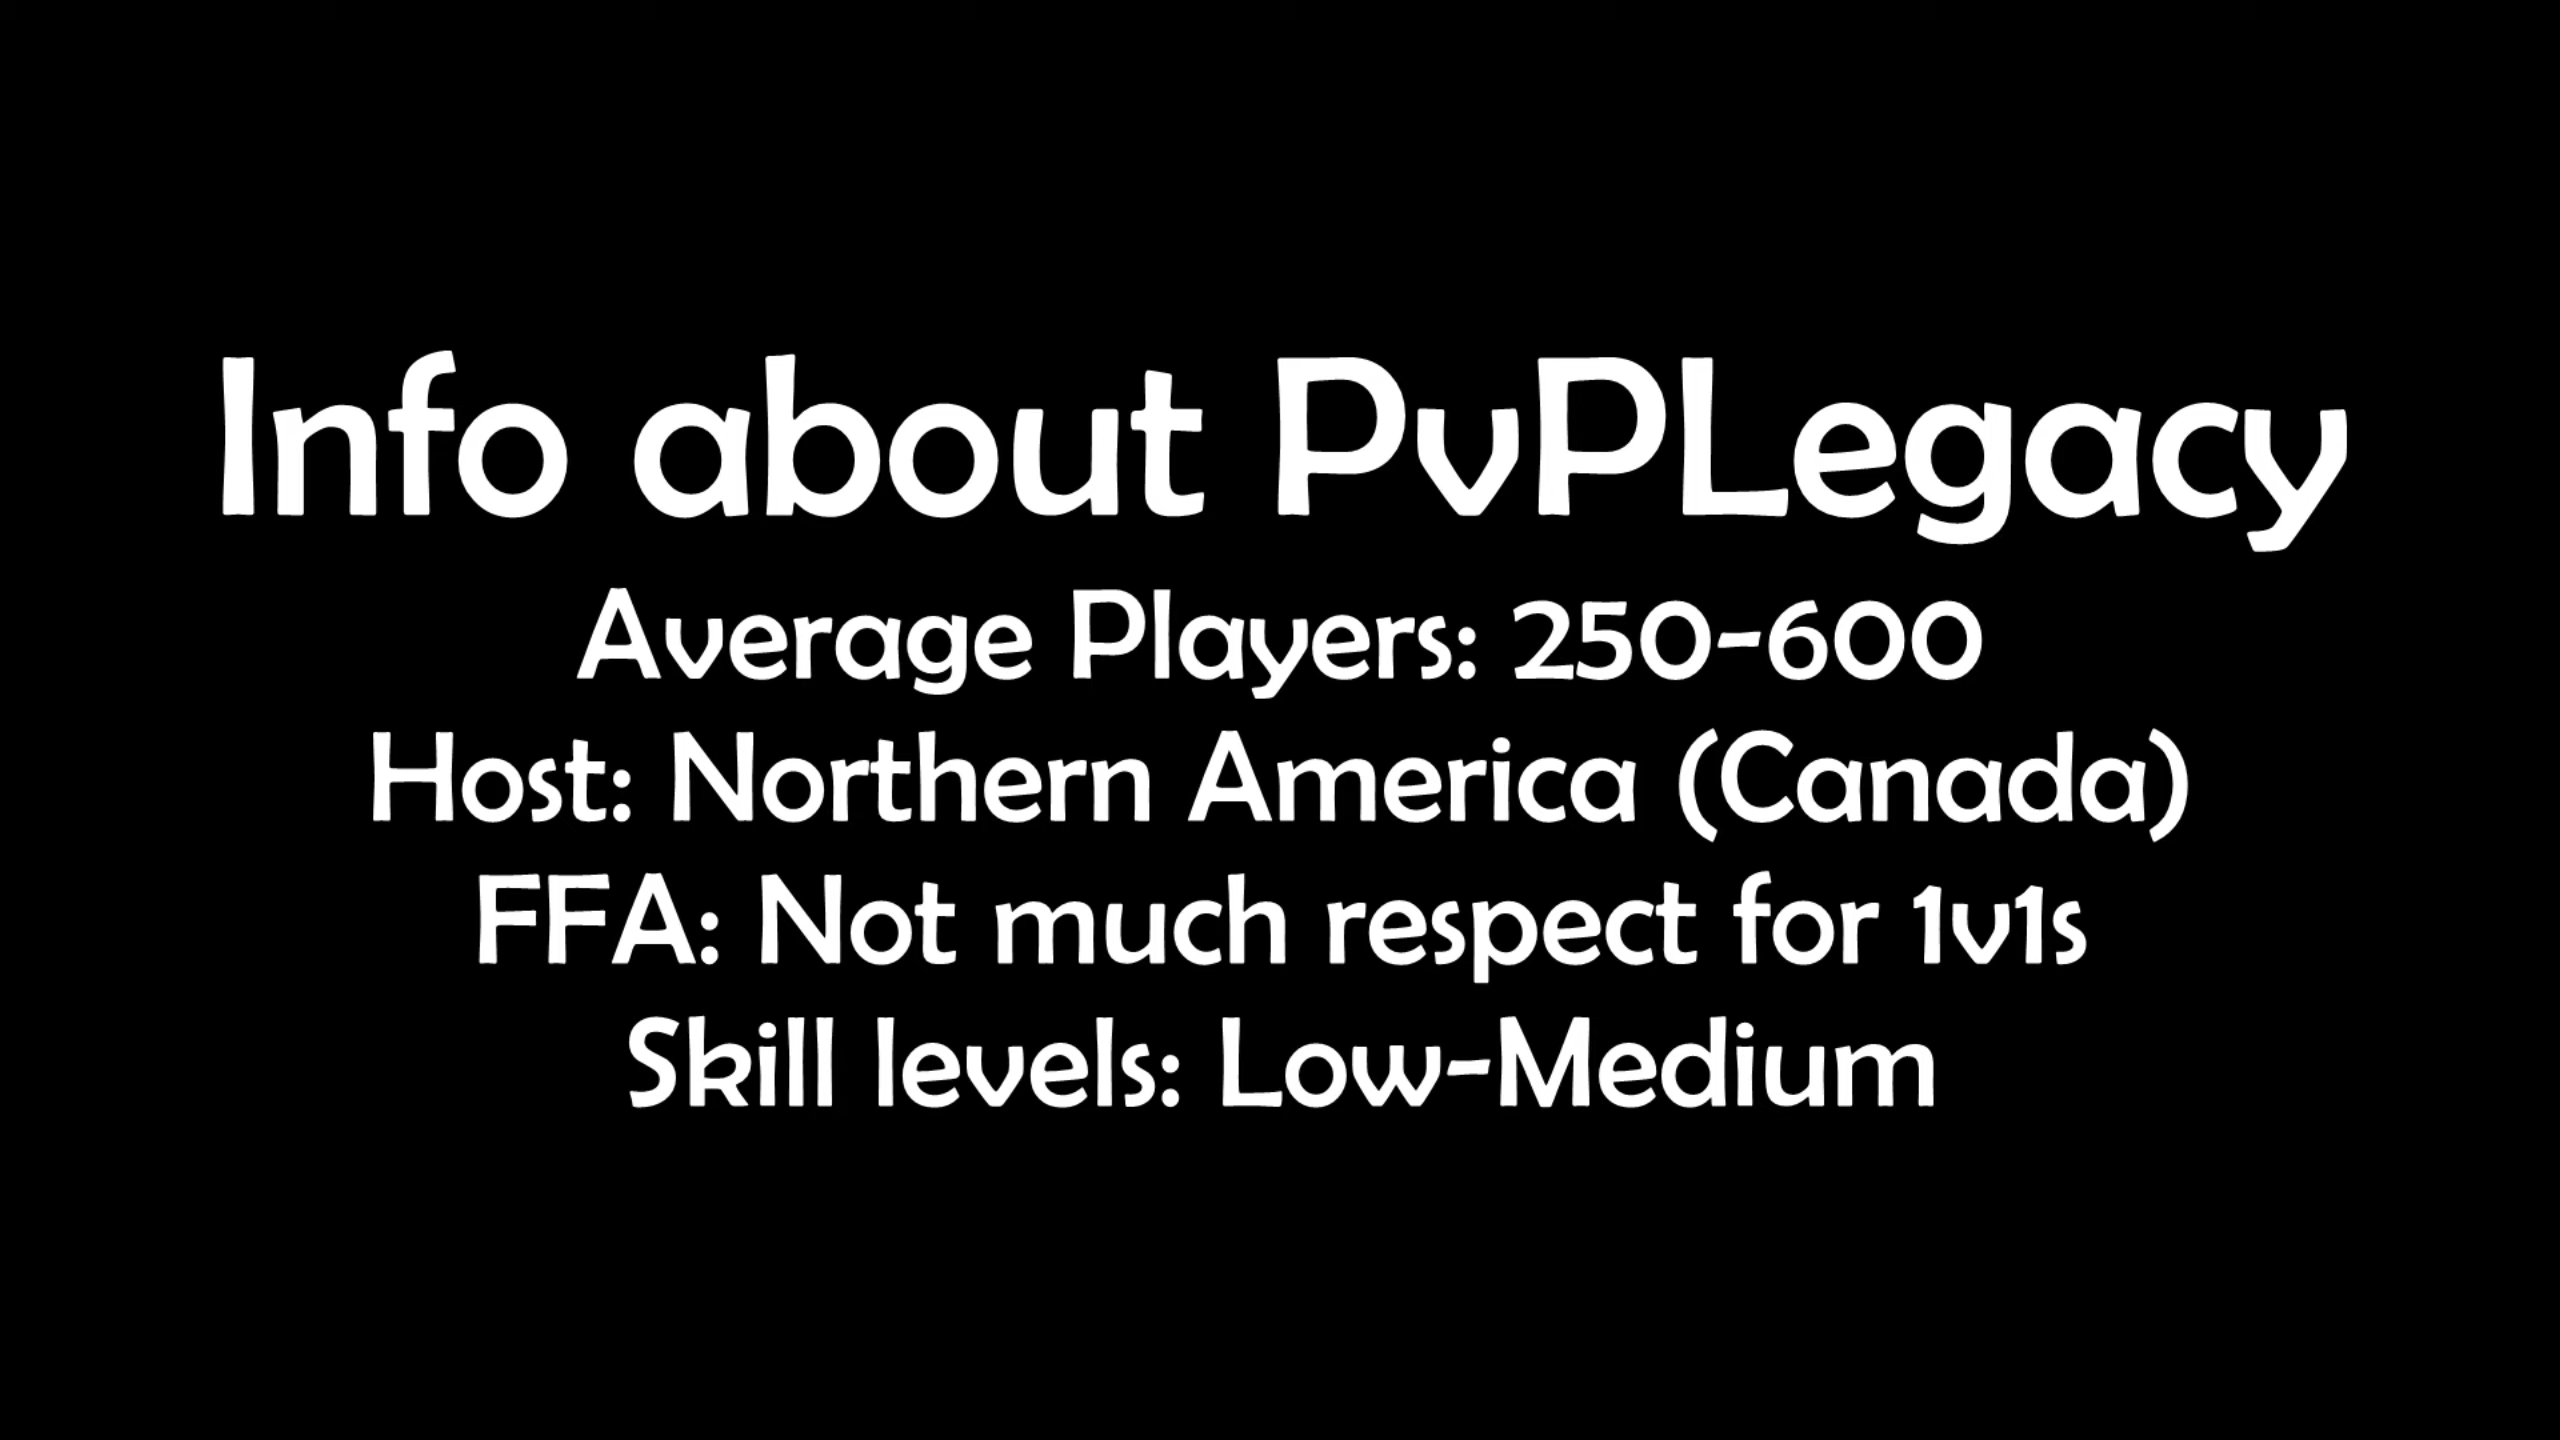 Info about PvPLegacy
Average Players: 250-600
Host: Northern America (Canada)
FFA: Not much respect for 1v1s
Skill levels: Low-Medium